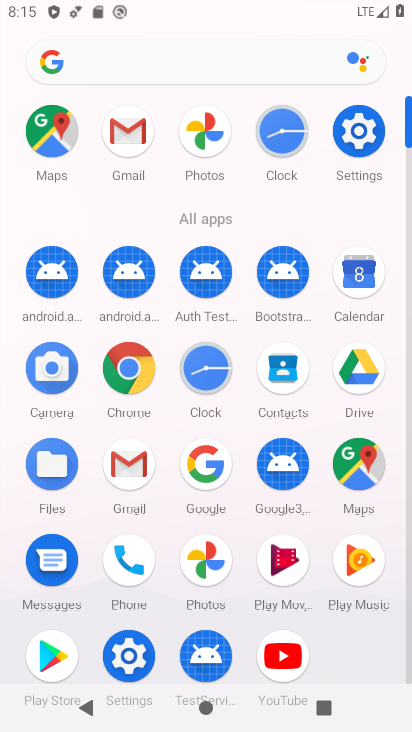 8:15 LTE
Maps Gmail Photos Clock Settings
All apps
android.a... android.a... Auth Test... Bootstra... Calendar
8
Camera Chrome Clock Contacts Drive
Files Gmail Google Google3,... Maps
Messages Phone Photos Play Mov... Play Music
Play Store Settings TestServi... YouTube